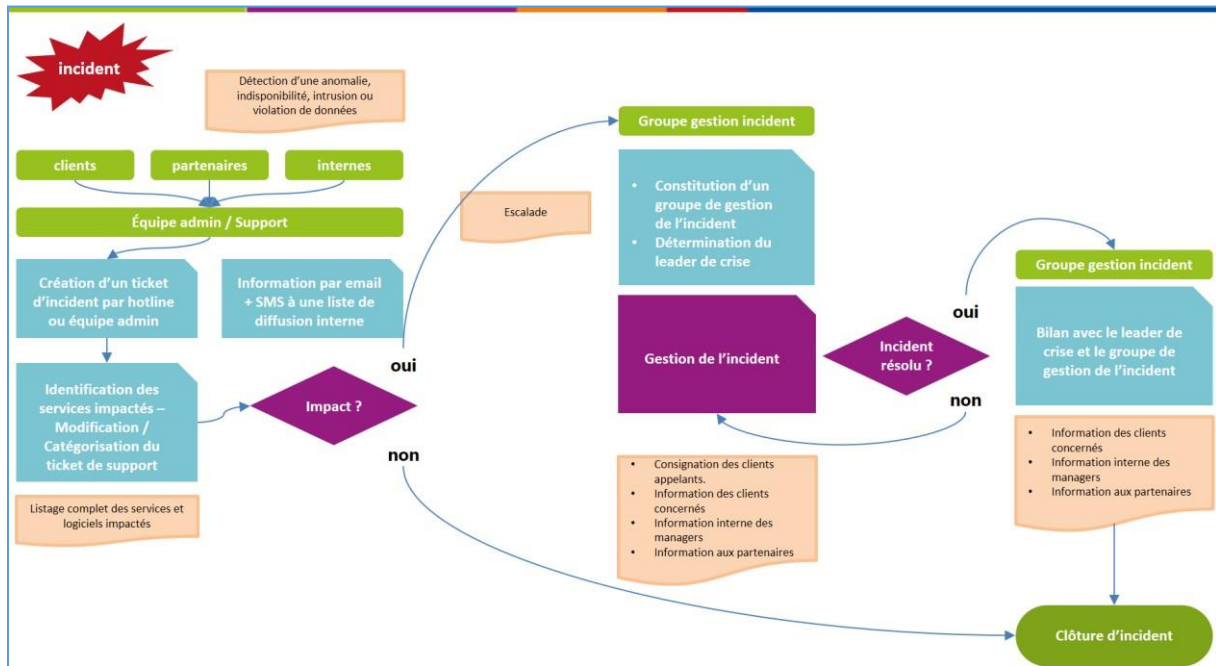 incident
Détection d’une anomalie,
indisponibilité, intrusion ou
violation de données
clients
partenaires
internes
Équipe admin / Support
Création d’un ticket
d’incident par hotline
ou équipe admin
Information par email
+ SMS à une liste de
diffusion interne
Identification des
services impactés –
Modification /
Catégorisation du
ticket de support
Listage complet des services et
logiciels impactés
Impact ?
oui
non
Escalade
Groupe gestion incident
• Constitution d’un
groupe de gestion
de l’incident
• Détermination du
leader de crise
Gestion de l’incident
Incident
résolu ?
oui
non
• Consignation des clients
appelants.
• Information des clients
concernés
• Information interne des
managers
• Information aux partenaires
Groupe gestion incident
Bilan avec le leader de
crise et le groupe de
gestion de l’incident
• Information des clients
concernés
• Information interne des
managers
• Information aux partenaires
Clôture d’incident